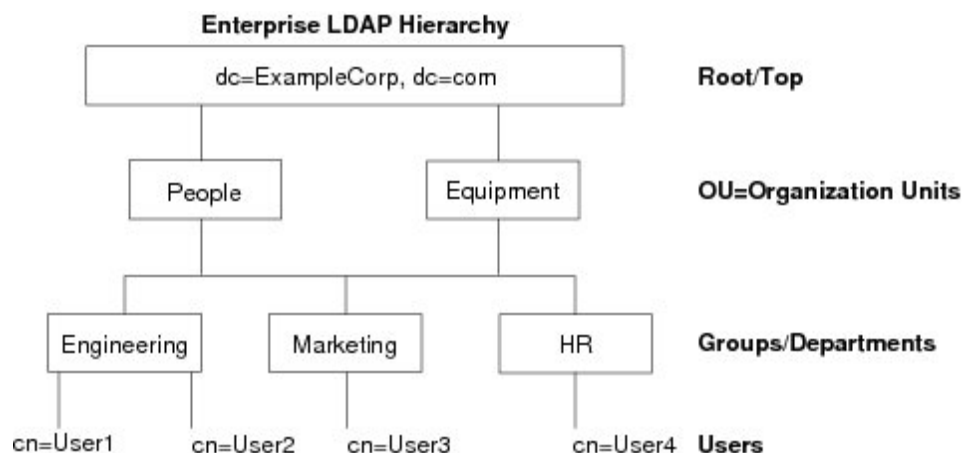 Enterprise LDAP Hierarchy
dc=ExampleCorp, dc=com
Root/Top
People
Equipment
OU=Organization Units
Engineering
Marketing
HR
Groups/Departments
cn=User1
cn=User2
cn=User3
cn=User4
Users